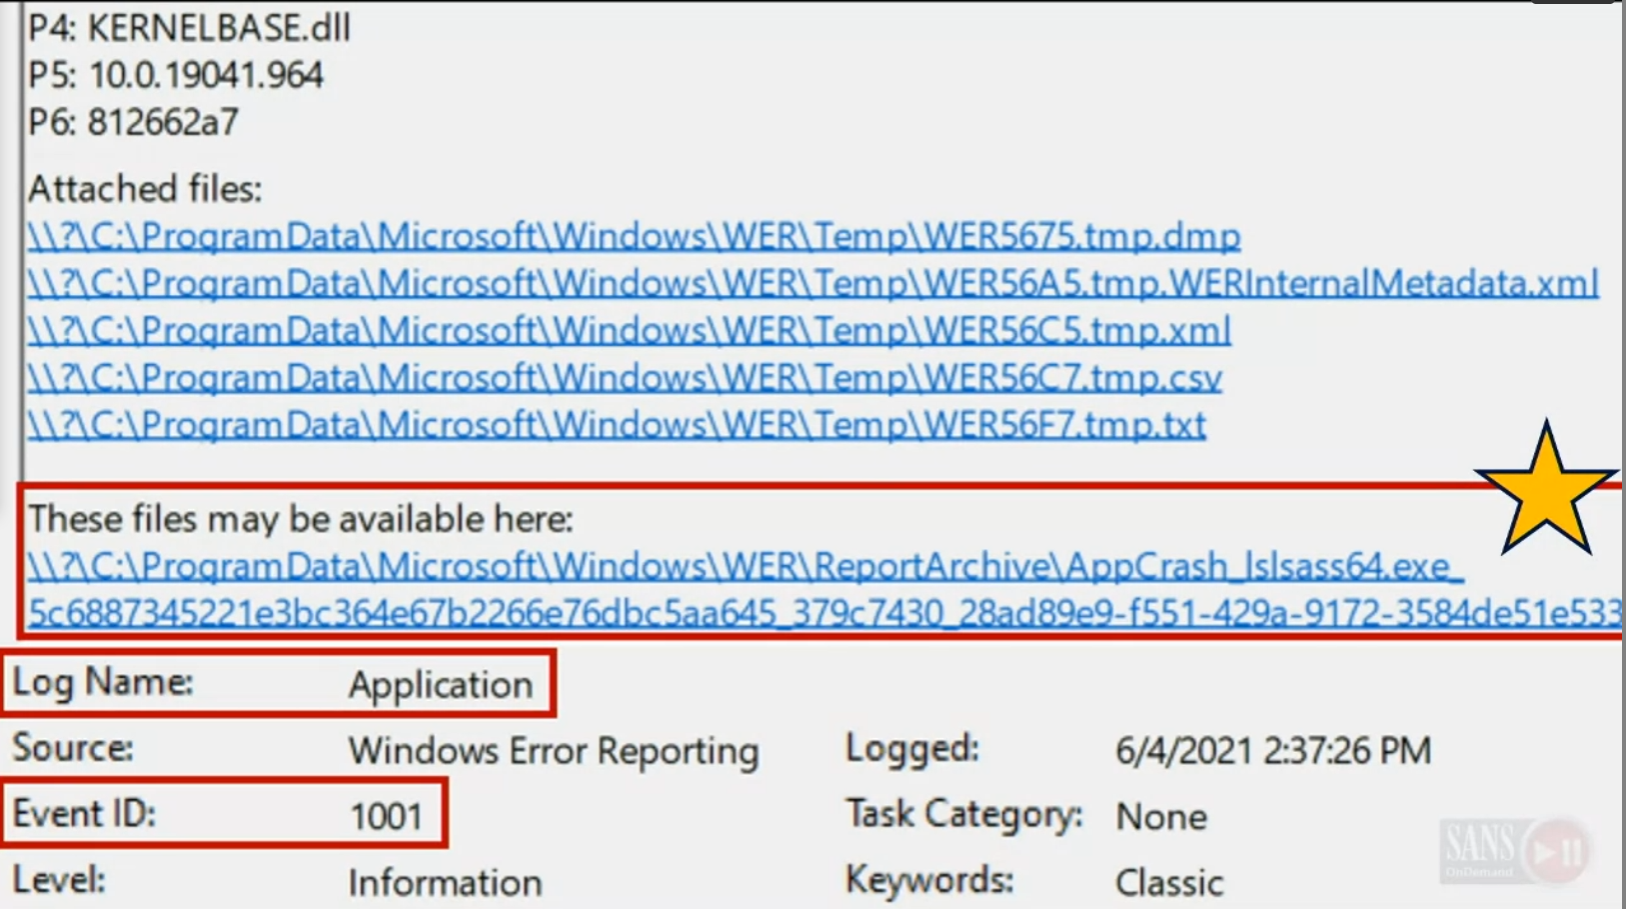 P4: KERNELBASE.dll
P5: 10.0.19041.964
P6: 812662a7
Attached files:
\\?\C:\ProgramData\Microsoft\Windows\WER\Temp\WER5675.tmp.dmp
\\?\C:\ProgramData\Microsoft\Windows\WER\Temp\WER56A5.tmp.WERInternalMetadata.xml
\\?\C:\ProgramData\Microsoft\Windows\WER\Temp\WER56C5.tmp.xml
\\?\C:\ProgramData\Microsoft\Windows\WER\Temp\WER56C7.tmp.csv
\\?\C:\ProgramData\Microsoft\Windows\WER\Temp\WER56F7.tmp.txt
These files may be available here:
\\?\C:\ProgramData\Microsoft\Windows\WER\ReportArchive\AppCrash_lslsass64.exe_
5c6887345221e3bc364e67b2266e76dbc5aa645_379c7430_28ad89e9-f551-429a-9172-3584de51e533
Log Name: Application
Source: Windows Error Reporting Logged: 6/4/2021 2:37:26 PM
Event ID: 1001 Task Category: None
Level: Information Keywords: Classic
SANS
OnDemand